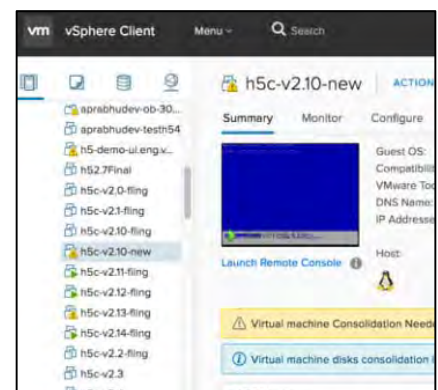 vm vSphere Client Menu Search
h5c-v2.10-new ACTION
Summary Monitor Configure
aprabhudev-ob-30...
aprabhudev-testh54
h5-demo-ui.eng.v...
h52.7Final
h5c-v2.0-fling
h5c-v2.1-fling
h5c-v2.10-fling
h5c-v2.10-new
h5c-v2.11-fling
h5c-v2.12-fling
h5c-v2.13-fling
h5c-v2.14-fling
h5c-v2.2-fling
h5c-v2.3
Guest OS:
Compatibilit
VMware Too
DNS Name:
IP Addresse
Launch Remote Console
Host:
Virtual machine Consolidation Neede
Virtual machine disks consolidation i